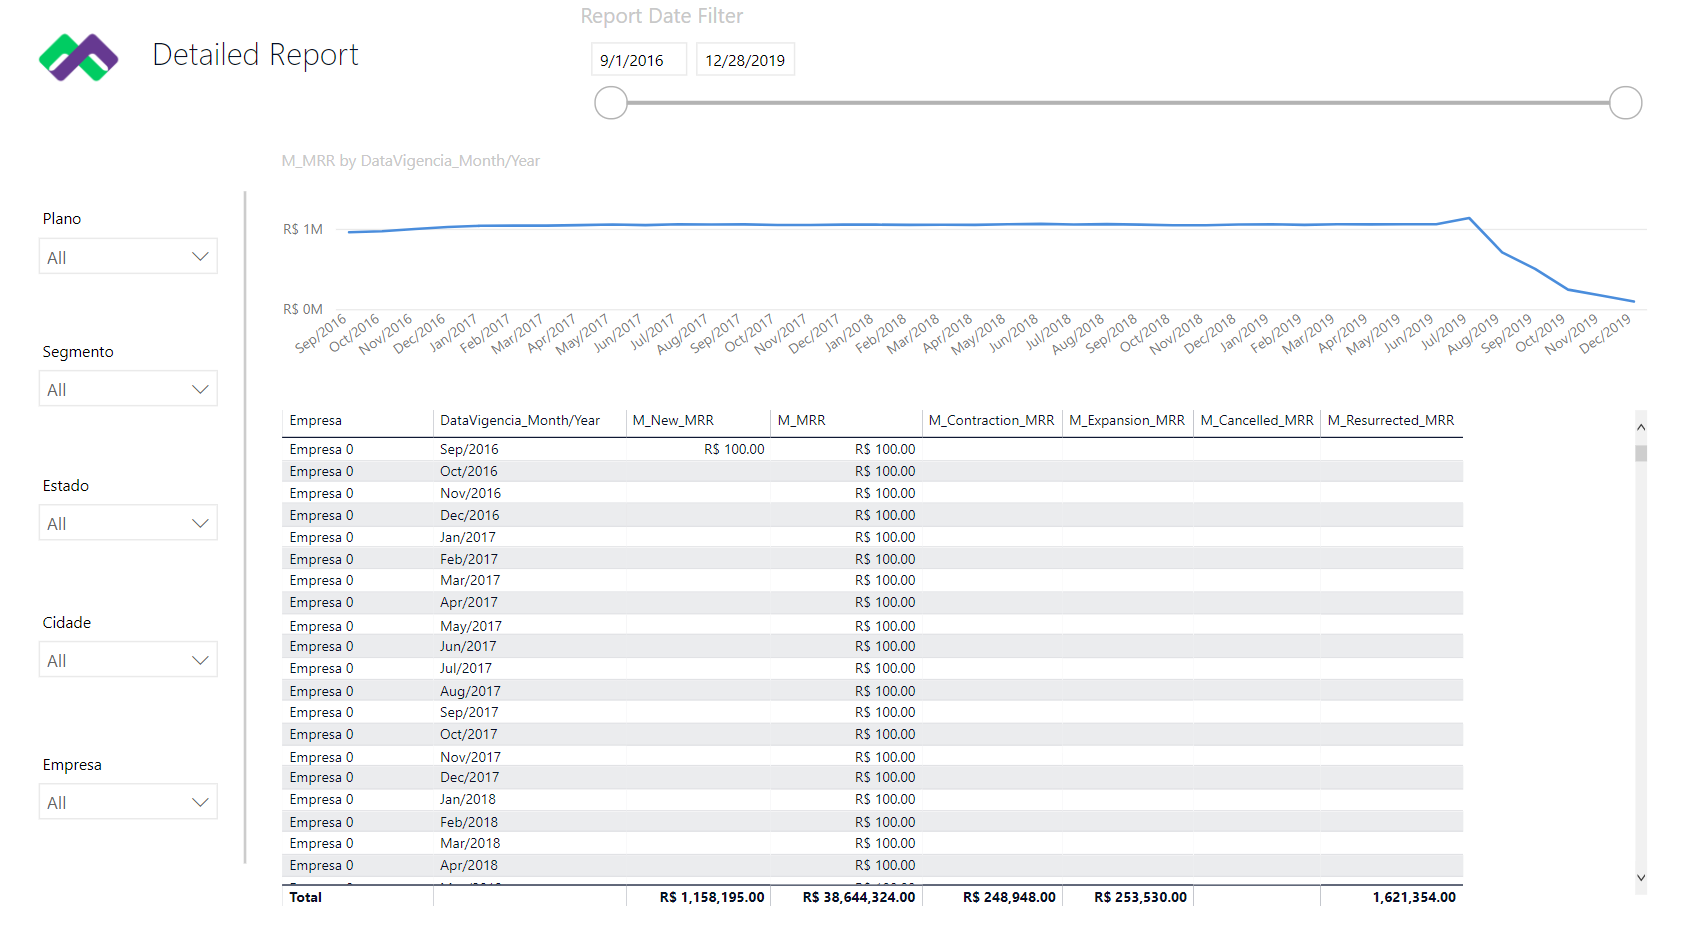 Report Date Filter
Detailed Report
9/1/2016 12/28/2019
M_MRR by DataVigencia_Month/Year
Plano
All
Segmento
All
Estado
All
Cidade
All
Empresa
All
R$ 1M
R$ 0M
Sep/2016 Oct/2016 Nov/2016 Dec/2016 Jan/2017 Feb/2017 Mar/2017 Apr/2017 May/2017 Jun/2017 Jul/2017 Aug/2017 Sep/2017 Oct/2017 Nov/2017 Dec/2017 Jan/2018 Feb/2018 Mar/2018 Apr/2018 May/2018 Jun/2018 Jul/2018 Aug/2018 Sep/2018 Oct/2018 Nov/2018 Dec/2018 Jan/2019 Feb/2019 Mar/2019 Apr/2019 May/2019 Jun/2019 Jul/2019 Aug/2019 Sep/2019 Oct/2019 Nov/2019 Dec/2019
Empresa DataVigencia_Month/Year M_New_MRR M_MRR M_Contraction_MRR M_Expansion_MRR M_Cancelled_MRR M_Resurrected_MRR
Empresa 0 Sep/2016 R$ 100.00 R$ 100.00
Empresa 0 Oct/2016 R$ 100.00
Empresa 0 Nov/2016 R$ 100.00
Empresa 0 Dec/2016 R$ 100.00
Empresa 0 Jan/2017 R$ 100.00
Empresa 0 Feb/2017 R$ 100.00
Empresa 0 Mar/2017 R$ 100.00
Empresa 0 Apr/2017 R$ 100.00
Empresa 0 May/2017 R$ 100.00
Empresa 0 Jun/2017 R$ 100.00
Empresa 0 Jul/2017 R$ 100.00
Empresa 0 Aug/2017 R$ 100.00
Empresa 0 Sep/2017 R$ 100.00
Empresa 0 Oct/2017 R$ 100.00
Empresa 0 Nov/2017 R$ 100.00
Empresa 0 Dec/2017 R$ 100.00
Empresa 0 Jan/2018 R$ 100.00
Empresa 0 Feb/2018 R$ 100.00
Empresa 0 Mar/2018 R$ 100.00
Empresa 0 Apr/2018 R$ 100.00
Total R$ 1,158,195.00 R$ 38,644,324.00 R$ 248,948.00 R$ 253,530.00 1,621,354.00